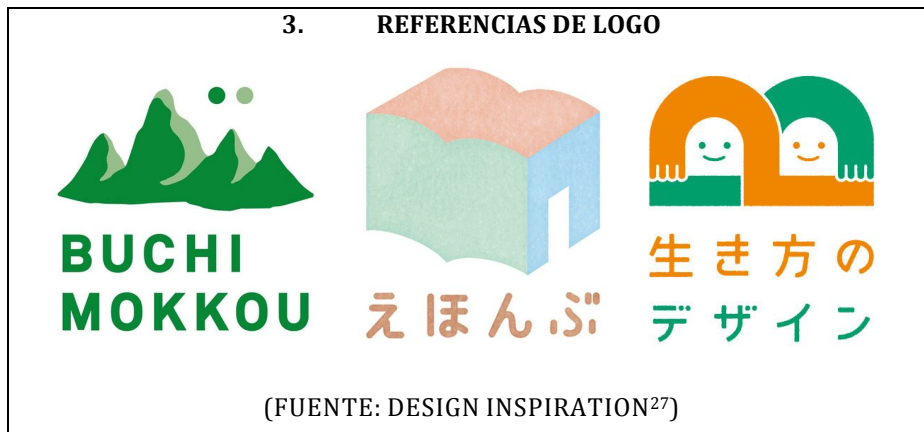 3. REFERENCIAS DE LOGO
BUCHI
MOKKOU
えほんぶ
生き方の
デザイン
(FUENTE: DESIGN INSPIRATION27)